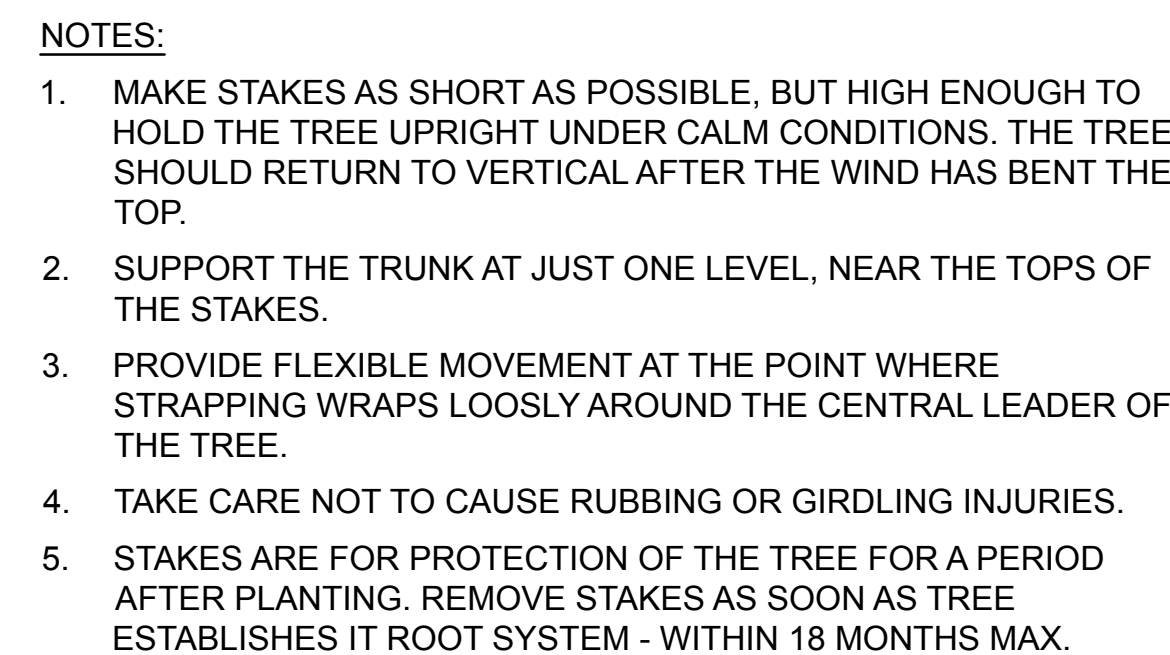 NOTES:
1. MAKE STAKES AS SHORT AS POSSIBLE, BUT HIGH ENOUGH TO
HOLD THE TREE UPRIGHT UNDER CALM CONDITIONS. THE TREE
SHOULD RETURN TO VERTICAL AFTER THE WIND HAS BENT THE
TOP.
2. SUPPORT THE TRUNK AT JUST ONE LEVEL, NEAR THE TOPS OF
THE STAKES.
3. PROVIDE FLEXIBLE MOVEMENT AT THE POINT WHERE
STRAPPING WRAPS LOOSLY AROUND THE CENTRAL LEADER OF
THE TREE.
4. TAKE CARE NOT TO CAUSE RUBBING OR GIRDLING INJURIES.
5. STAKES ARE FOR PROTECTION OF THE TREE FOR A PERIOD
AFTER PLANTING. REMOVE STAKES AS SOON AS TREE
ESTABLISHES IT ROOT SYSTEM - WITHIN 18 MONTHS MAX.